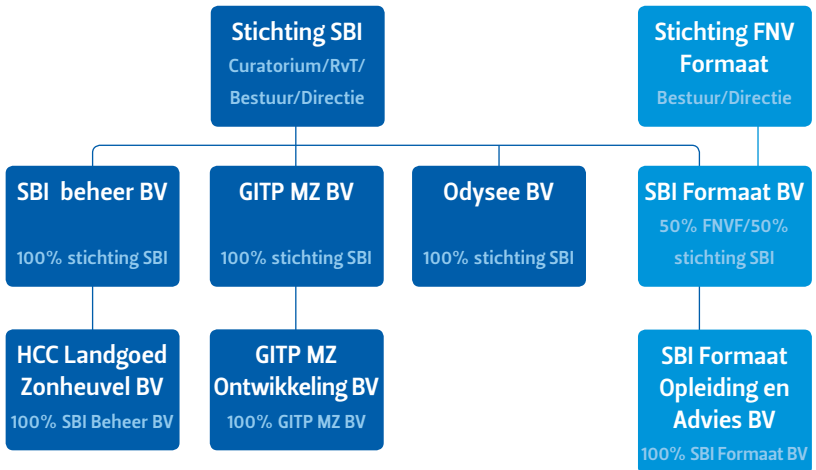 Stichting SBI
Curatorium/RvT/
Bestuur/Directie
Stichting FNV
Formaat
Bestuur/Directie
SBI beheer BV
100% stichting SBI
GITP MZ BV
100% stichting SBI
Odysee BV
100% stichting SBI
SBI Formaat BV
50% FNVF/50%
stichting SBI
HCC Landgoed
Zonheuvel BV
100% SBI Beheer BV
GITP MZ
Ontwikkeling BV
100% GITP MZ BV
SBI Formaat
Opleiding en
Advies BV
100% SBI Formaat BV